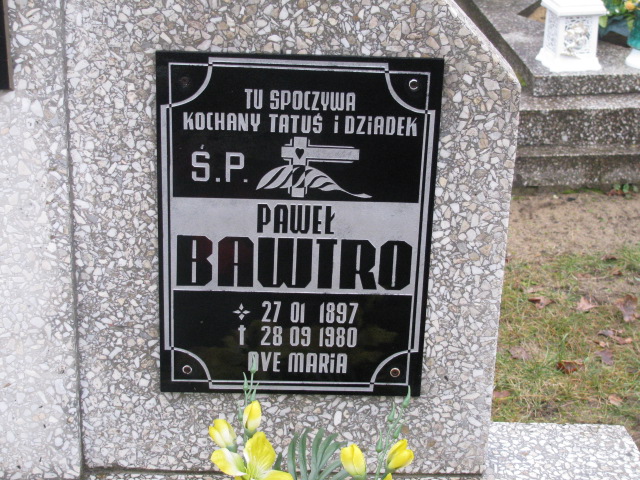 TU SPOCZYWA
KOCHANY TATUŚ i DZIADEK
Ś.P.
PAWEŁ
BAWTRO
27 01 1897
† 28 09 1980
AVE MARiA